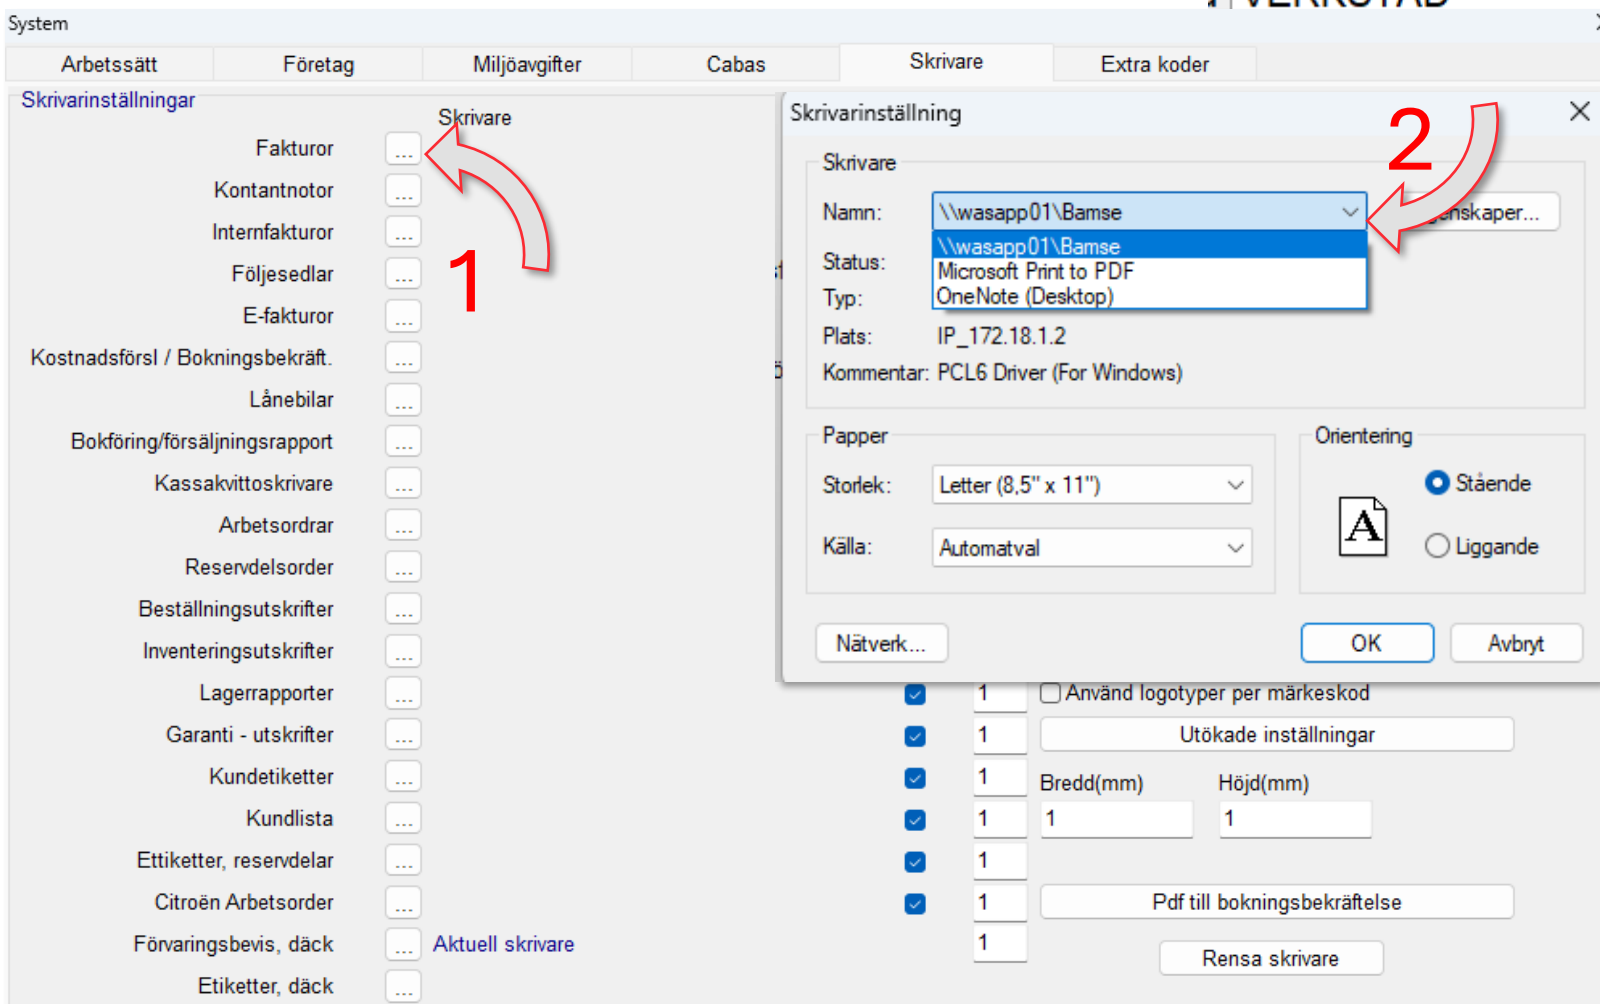 VERKSTAD
System
Arbetssätt Företag Miljöavgifter Cabas Skrivare Extra koder
Skrivarinställningar
Skrivare
Fakturor ...
Kontantnotor ...
Internfakturor ...
Följesedlar ...
E-fakturor ...
Kostnadsförsl / Bokningsbekräft. ...
Lånebilar ...
Bokföring/försäljningsrapport ...
Kassakvittoskrivare ...
Arbetsordrar ...
Reservdelsorder ...
Beställningsutskrifter ...
Inventeringsutskrifter ...
Lagerrapporter ...
Garanti - utskrifter ...
Kundetiketter ...
Kundlista ...
Ettiketter, reservdelar ...
Citroën Arbetsorder ...
Förvaringsbevis, däck ... Aktuell skrivare
Etiketter, däck ...
1
Skrivarinställning
2
Skrivare
Namn: \\wasapp01\Bamse
\\wasapp01\Bamse
Microsoft Print to PDF
OneNote (Desktop)
Status:
Typ:
Plats: IP_172.18.1.2
Kommentar: PCL6 Driver (For Windows)
Papper
Storlek: Letter (8,5" x 11")
Källa: Automatval
Orientering
A
Stående
Liggande
Nätverk...
OK
Avbryt
1 Använd logotyper per märkeskod
1 Utökade inställningar
1 Bredd(mm) Höjd(mm)
1 1 1
1
1 Pdf till bokningsbekräftelse
1 Rensa skrivare